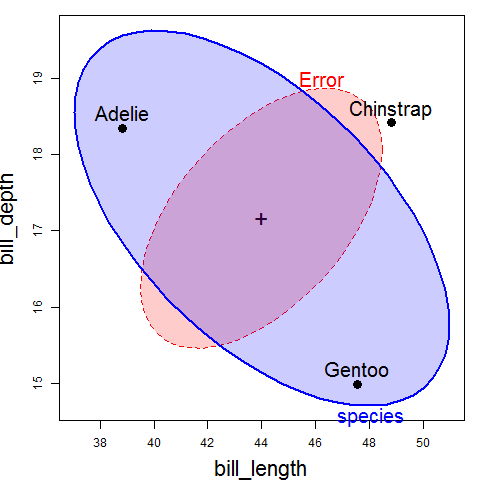 Error
Adelie
Chinstrap
Gentoo
species
bill_depth
19
18
17
16
15
38
40
42
44
46
48
50
bill_length